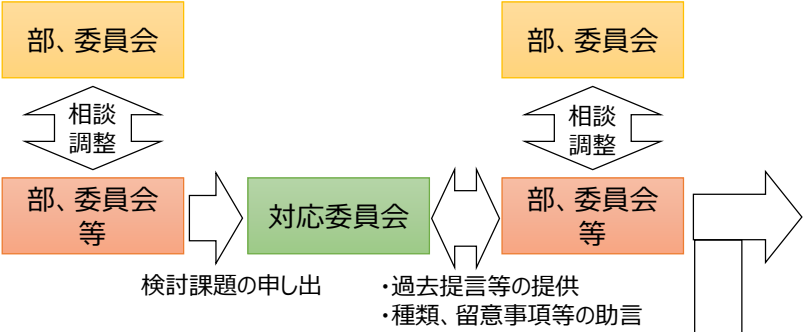 部、委員会
部、委員会
相談
調整
相談
調整
部、委員会
等
対応委員会
部、委員会
等
検討課題の申し出
・過去提言等の提供
・種類、留意事項等の助言